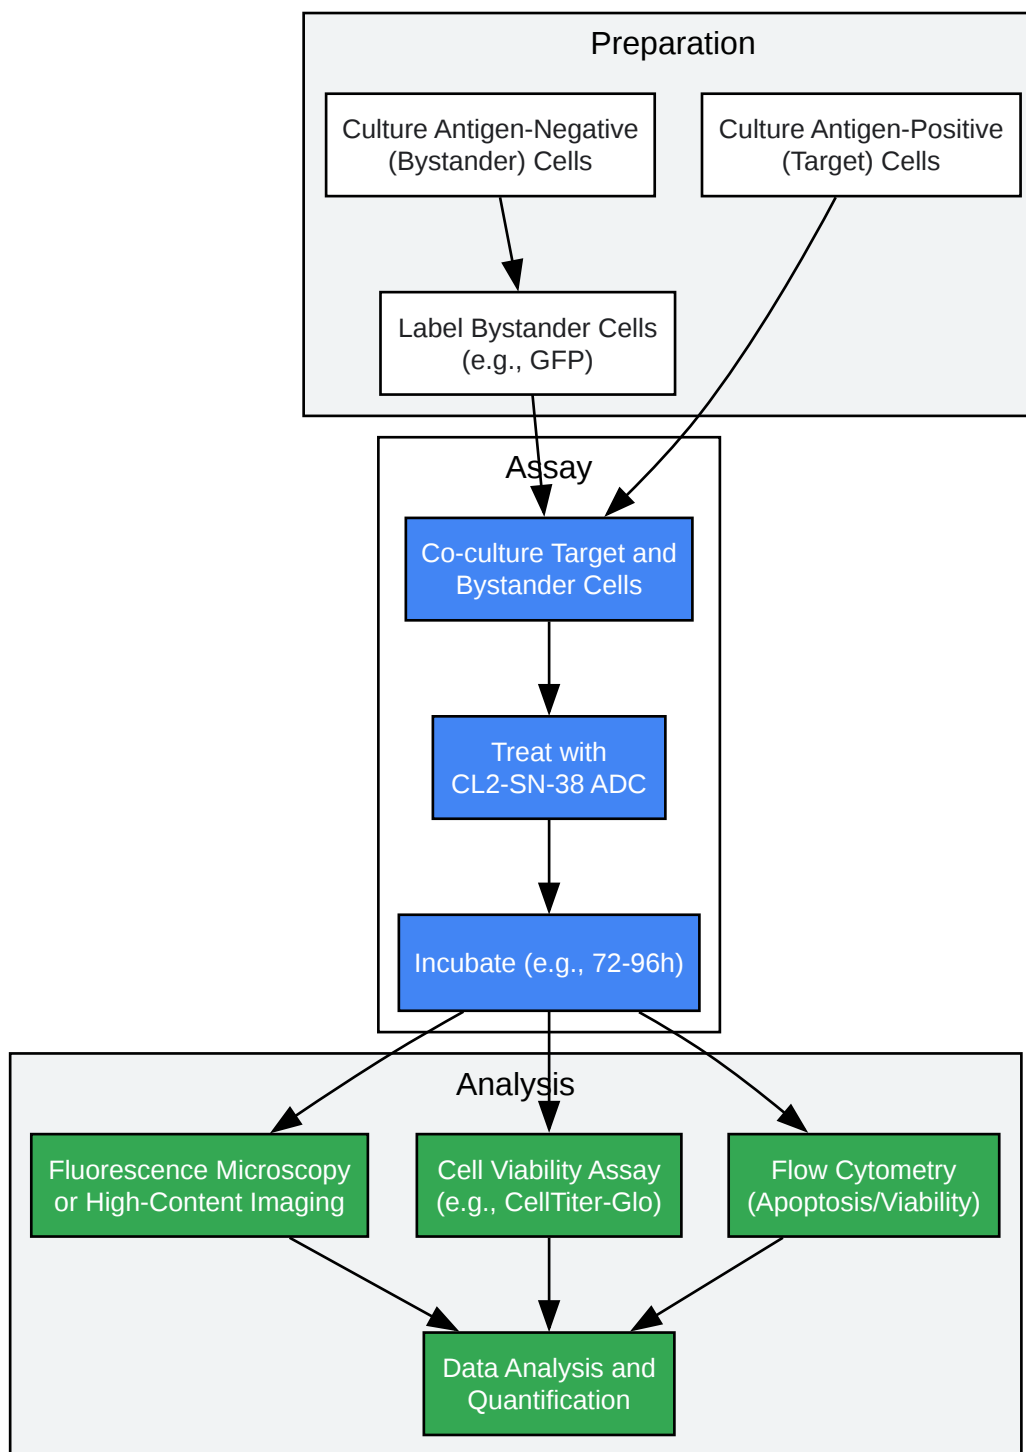 Preparation
Culture Antigen-Negative
(Bystander) Cells
Culture Antigen-Positive
(Target) Cells
Label Bystander Cells
(e.g., GFP)
Assay
Co-culture Target and
Bystander Cells
Treat with
CL2-SN-38 ADC
Incubate (e.g., 72-96h)
Analysis
Fluorescence Microscopy
or High-Content Imaging
Cell Viability Assay
(e.g., CellTiter-Glo)
Flow Cytometry
(Apoptosis/Viability)
Data Analysis and
Quantification